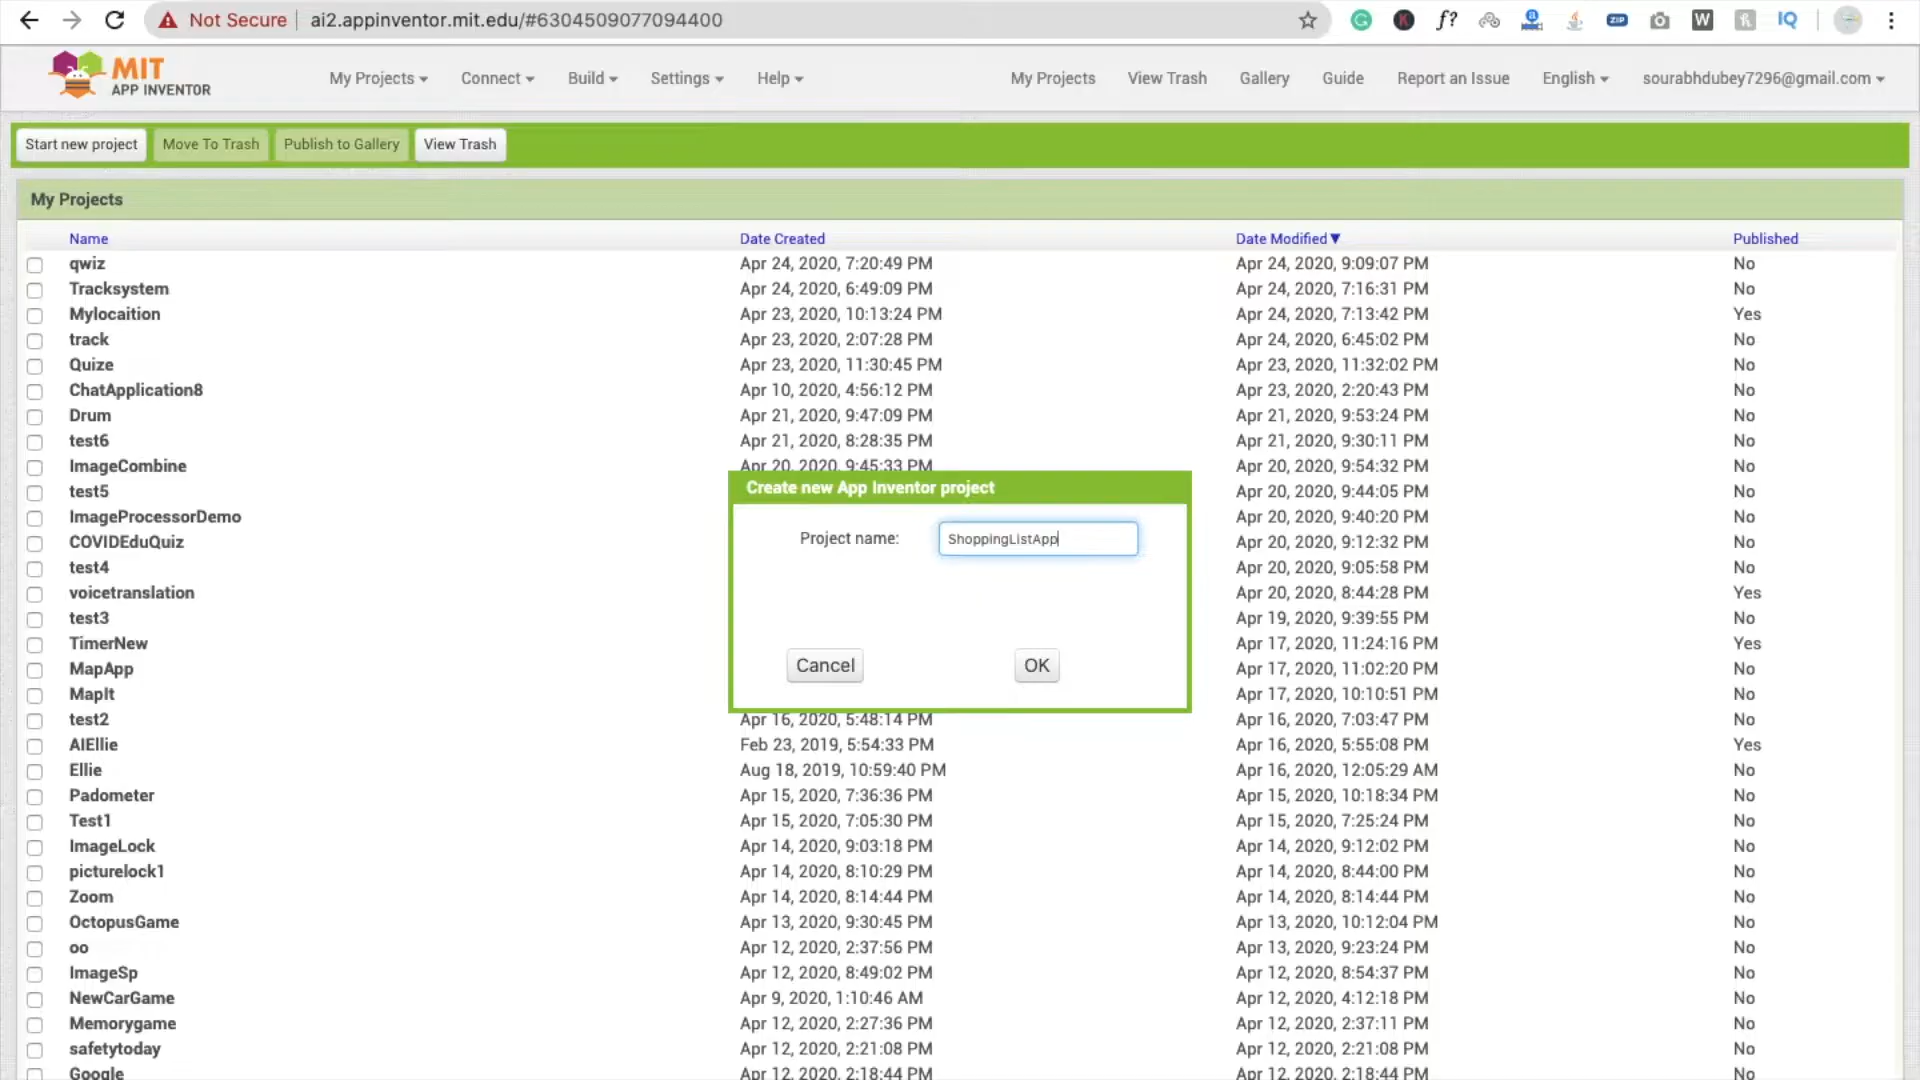 Not Secure ai2.appinventor.mit.edu/#6304509077094400
MIT
APP INVENTOR
My Projects Connect Build Settings Help My Projects View Trash Gallery Guide Report an Issue English sourabhdubey7296@gmail.com
Start new project Move To Trash Publish to Gallery View Trash
My Projects
Name Date Created Date Modified▼ Published
qwiz Apr 24, 2020, 7:20:49 PM Apr 24, 2020, 9:09:07 PM No
Tracksystem Apr 24, 2020, 6:49:09 PM Apr 24, 2020, 7:16:31 PM No
Mylocaition Apr 23, 2020, 10:13:24 PM Apr 24, 2020, 7:13:42 PM Yes
track Apr 23, 2020, 2:07:28 PM Apr 24, 2020, 6:45:02 PM No
Quize Apr 23, 2020, 11:30:45 PM Apr 23, 2020, 11:32:02 PM No
ChatApplication8 Apr 10, 2020, 4:56:12 PM Apr 23, 2020, 2:20:43 PM No
Drum Apr 21, 2020, 9:47:09 PM Apr 21, 2020, 9:53:24 PM No
test6 Apr 21, 2020, 8:28:35 PM Apr 21, 2020, 9:30:11 PM No
ImageCombine Apr 20, 2020, 9:45:33 PM Apr 20, 2020, 9:54:32 PM No
test5 Apr 20, 2020, 9:44:05 PM No
ImageProcessorDemo Apr 20, 2020, 9:40:20 PM No
COVIDEduQuiz Apr 20, 2020, 9:12:32 PM No
test4 Apr 20, 2020, 9:05:58 PM No
voicetranslation Apr 20, 2020, 8:44:28 PM Yes
test3 Apr 19, 2020, 9:39:55 PM No
TimerNew Apr 17, 2020, 11:24:16 PM Yes
MapApp Apr 17, 2020, 11:02:20 PM No
MapIt Apr 17, 2020, 10:10:51 PM No
test2 Apr 16, 2020, 5:48:14 PM Apr 16, 2020, 7:03:47 PM No
AIEllie Feb 23, 2019, 5:54:33 PM Apr 16, 2020, 5:55:08 PM Yes
Ellie Aug 18, 2019, 10:59:40 PM Apr 16, 2020, 12:05:29 AM No
Padometer Apr 15, 2020, 7:36:36 PM Apr 15, 2020, 10:18:34 PM No
Test1 Apr 15, 2020, 7:05:30 PM Apr 15, 2020, 7:25:24 PM No
ImageLock Apr 14, 2020, 9:03:18 PM Apr 14, 2020, 9:12:02 PM No
picturelock1 Apr 14, 2020, 8:10:29 PM Apr 14, 2020, 8:44:00 PM No
Zoom Apr 14, 2020, 8:14:44 PM Apr 14, 2020, 8:14:44 PM No
OctopusGame Apr 13, 2020, 9:30:45 PM Apr 13, 2020, 10:12:04 PM No
oo Apr 12, 2020, 2:37:56 PM Apr 13, 2020, 9:23:24 PM No
ImageSp Apr 12, 2020, 8:49:02 PM Apr 12, 2020, 8:54:37 PM No
NewCarGame Apr 9, 2020, 1:10:46 AM Apr 12, 2020, 4:12:18 PM No
Memorygame Apr 12, 2020, 2:27:36 PM Apr 12, 2020, 2:37:11 PM No
safetytoday Apr 12, 2020, 2:21:08 PM Apr 12, 2020, 2:21:08 PM No
Google Apr 12, 2020, 2:18:44 PM Apr 12, 2020, 2:18:44 PM No
Create new App Inventor project
Project name: ShoppingListApp
Cancel OK